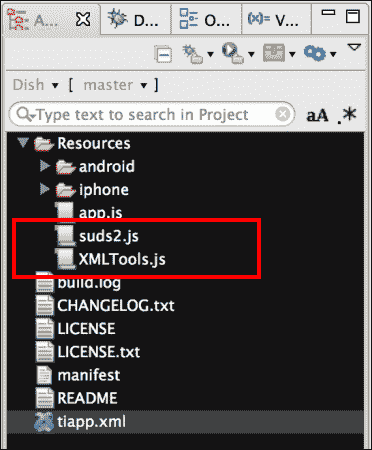 A...
D...
O...
(x)= V...
Dish ▾ [ master ▾ ]
Type text to search in Project
aA .*
Resources
android
iphone
app.js
suds2.js
XMLTools.js
build.log
CHANGELOG.txt
LICENSE
LICENSE.txt
manifest
README
tiapp.xml